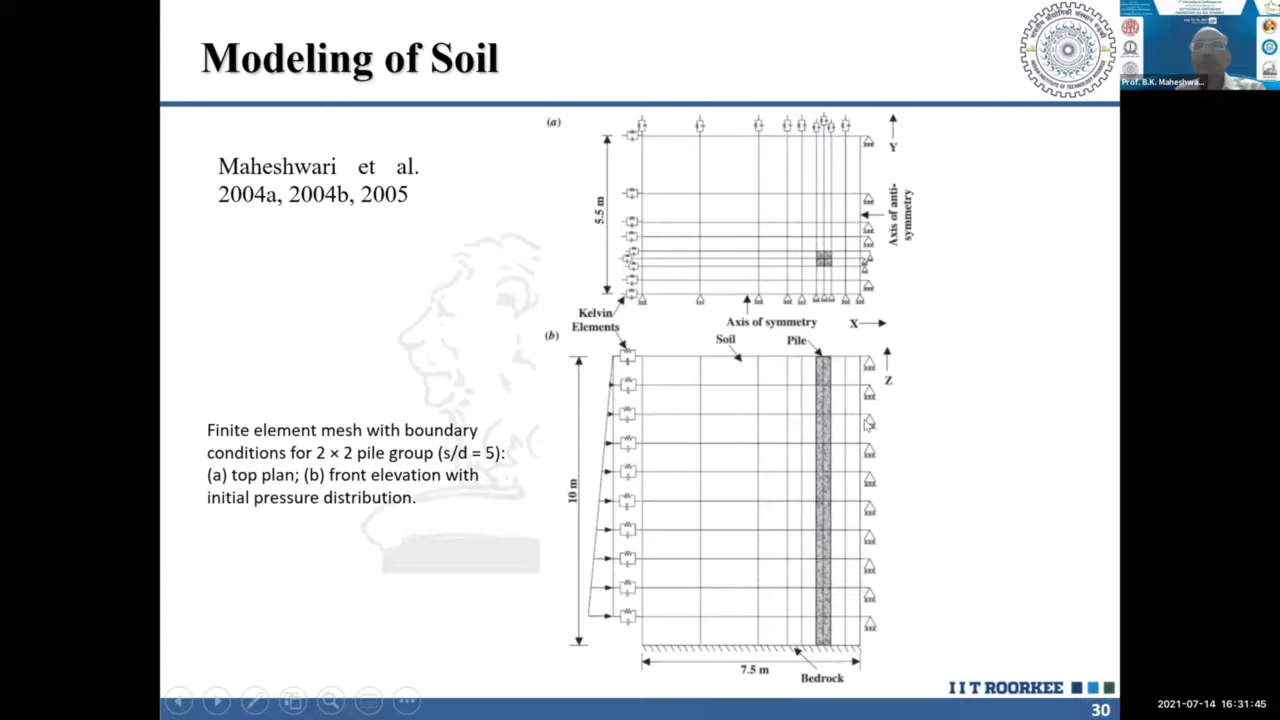 Modeling of Soil
Prof. B.K. Maheshwa...
Maheshwari et al.
2004a, 2004b, 2005
(a)
Y
5.5 m
Axis of anti-
symmetry
Kelvin
Elements
Axis of symmetry
X
(b)
Soil
Pile
Z
Finite element mesh with boundary
conditions for 2 × 2 pile group (s/d = 5):
(a) top plan; (b) front elevation with
initial pressure distribution.
10 m
7.5 m
Bedrock
I I T ROORKEE
30
2021-07-14 16:31:45